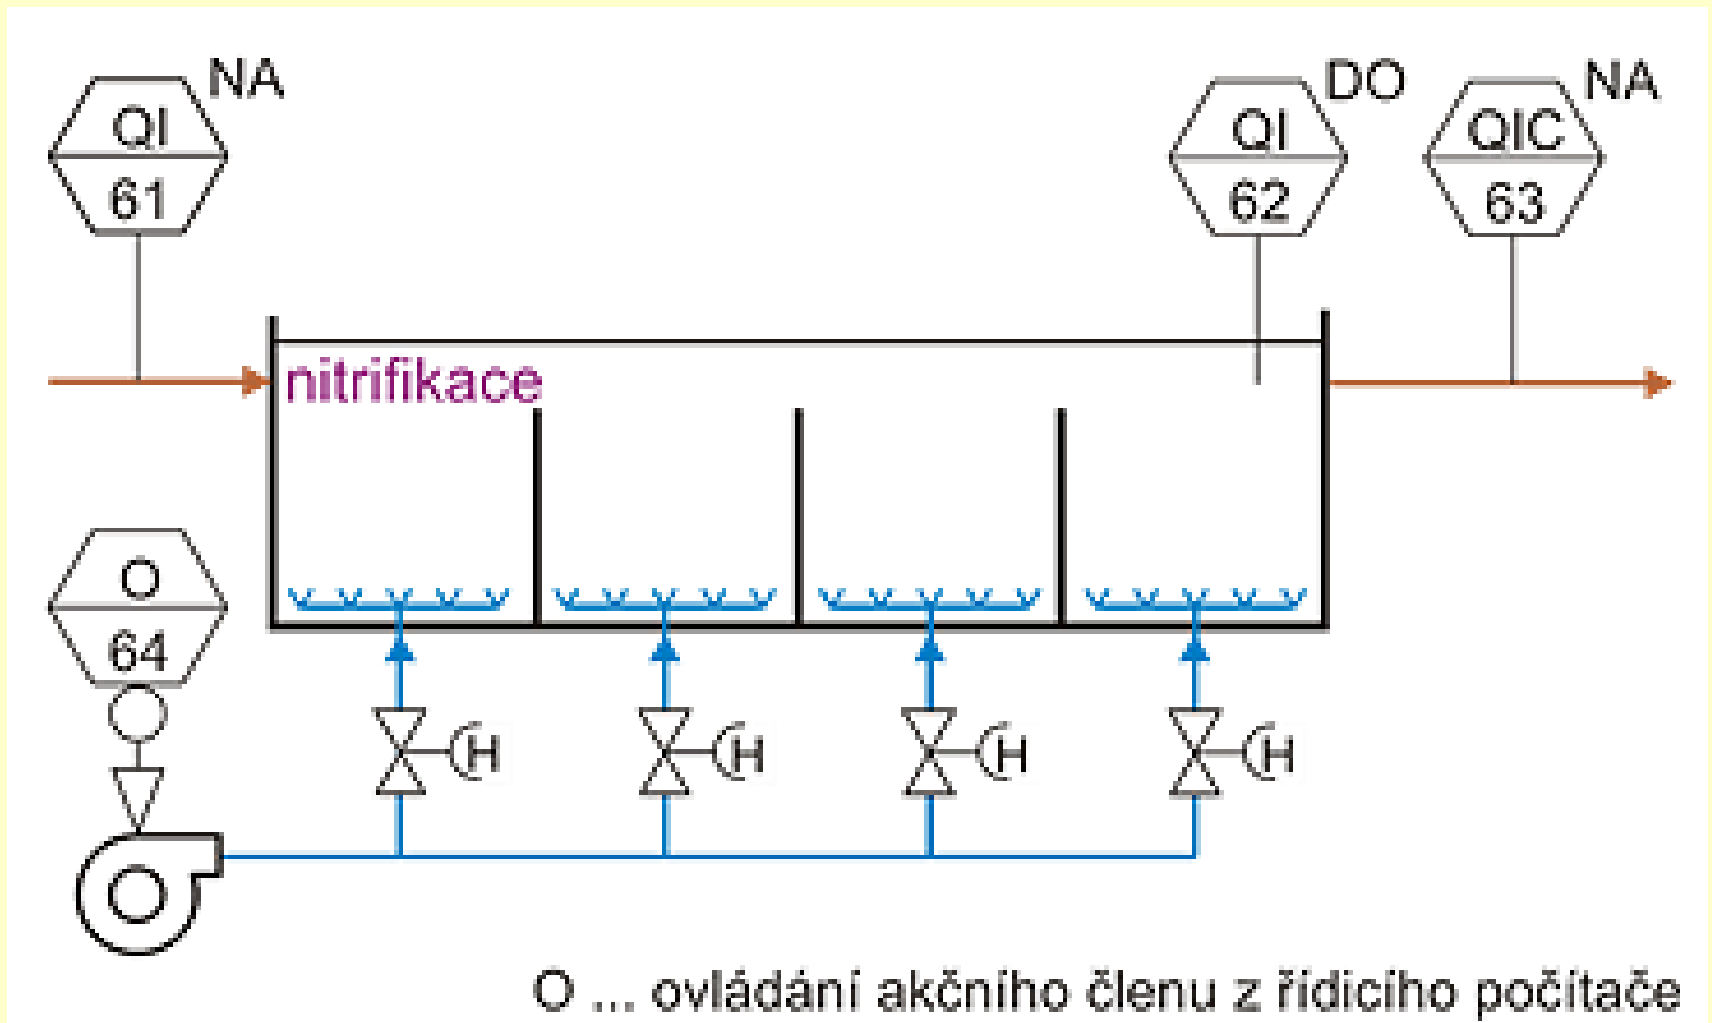 NA
QI
61
DO
QI
62
NA
QIC
63
nitrifikace
O
64
H
H
H
H
O ... ovládání akčního členu z řídicího počítače